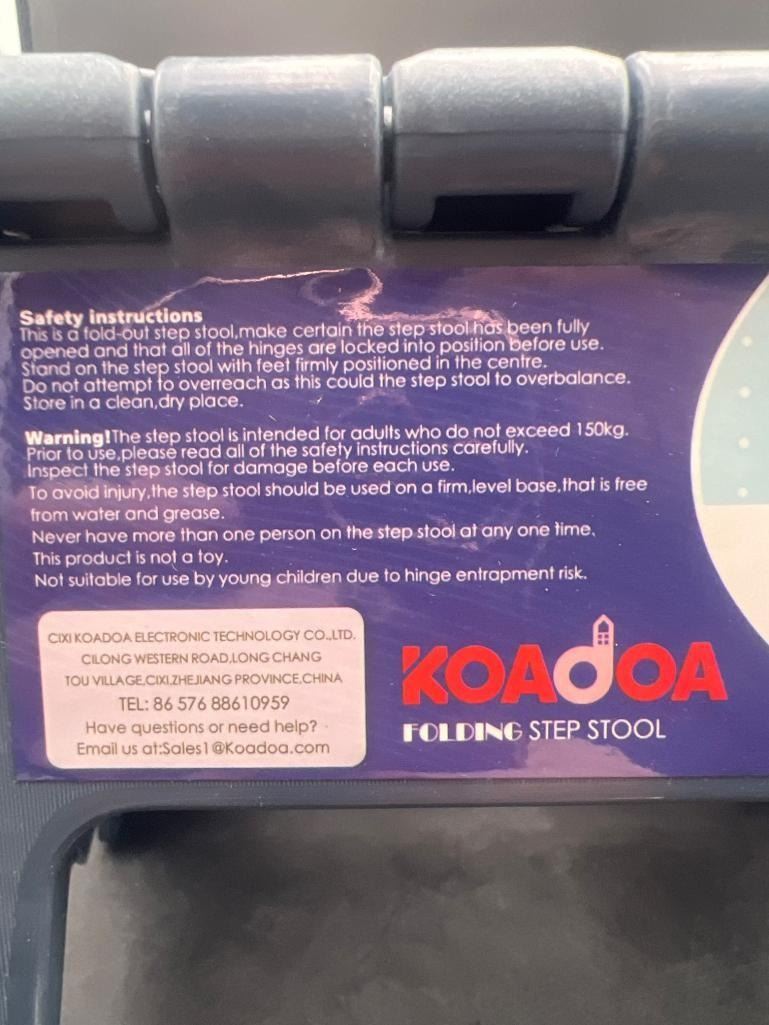 Safety instructions
This is a fold-out step stool,make certain the step stool has been fully
opened and that all of the hinges are locked into position before use.
Stand on the step stool with feet firmly positioned in the centre.
Do not attempt to overreach as this could the step stool to overbalance.
Store in a clean,dry place.
Warning!The step stool is intended for adults who do not exceed 150kg.
Prior to use,please read all of the safety instructions carefully.
Inspect the step stool for damage before each use.
To avoid injury,the step stool should be used on a firm,level base,that is free
from water and grease.
Never have more than one person on the step stool at any one time.
This product is not a toy.
Not suitable for use by young children due to hinge entrapment risk.
CIXI KOADOA ELECTRONIC TECHNOLOGY CO.,LTD.
CILONG WESTERN ROAD,LONG CHANG
TOU VILLAGE,CIXI,ZHEJIANG PROVINCE,CHINA
TEL: 86 576 88610959
Have questions or need help?
Email us at:Sales1@Koadoa.com
KOADOA
FOLDING STEP STOOL